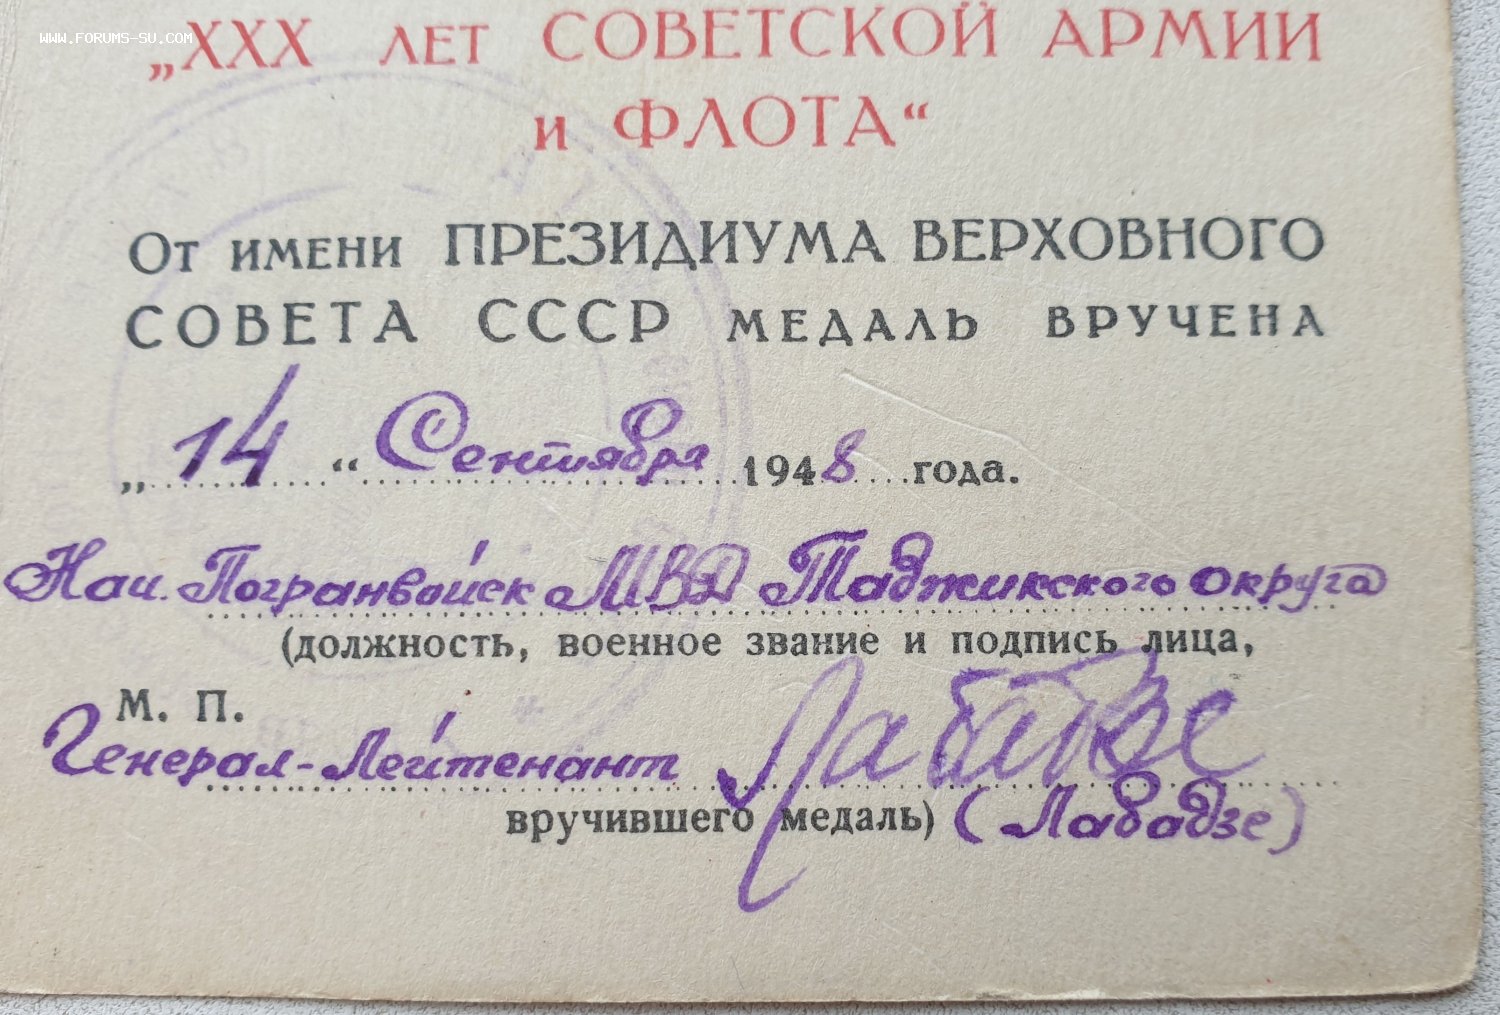 WWW.FORUMS-SU.COM
„XXX ЛЕТ СОВЕТСКОЙ АРМИИ
И ФЛОТА“
От имени ПРЕЗИДИУМА ВЕРХОВНОГО
СОВЕТА СССР МЕДАЛЬ ВРУЧЕНА
„14“ Сентября 1948 года.
Нач. Погранвойск МВД Таджикского округа
(должность, военное звание и подпись лица,
М. П.
Генерал-Лейтенант Лабадзе
вручившего медаль) (Лабадзе)